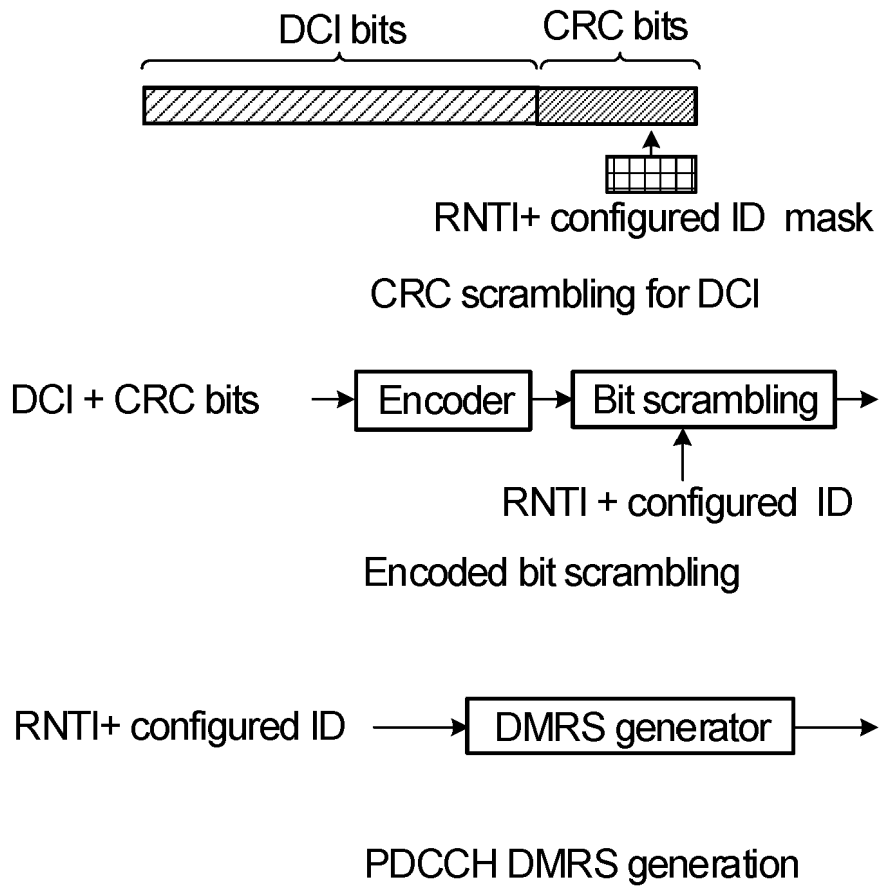 DCI bits
CRC bits
RNTI+ configured ID mask
CRC scrambling for DCI
DCI + CRC bits
Encoder
Bit scrambling
RNTI + configured ID
Encoded bit scrambling
RNTI+ configured ID
DMRS generator
PDCCH DMRS generation